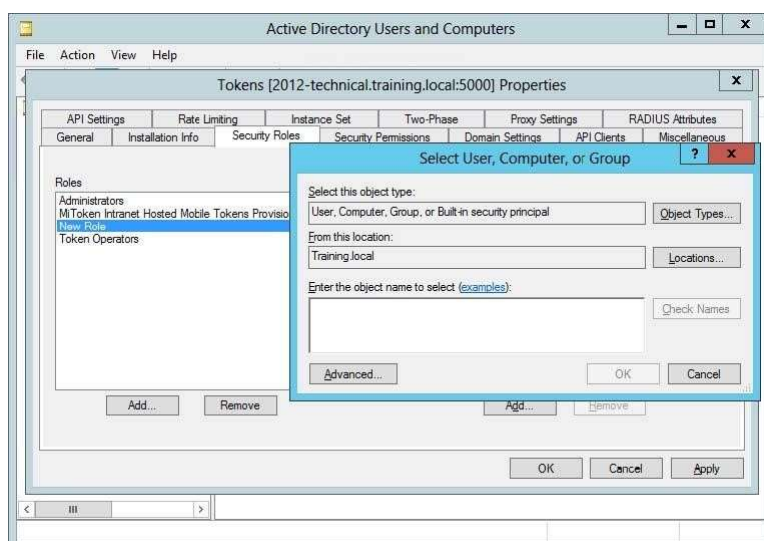 Active Directory Users and Computers
File Action View Help
Tokens [2012-technical.training.local:5000] Properties
API Settings Rate Limiting Instance Set Two-Phase Proxy Settings RADIUS Attributes
General Installation Info Security Roles Security Permissions Domain Settings API Clients Miscellaneous
Select User, Computer, or Group
Roles
Administrators
MiToken Intranet Hosted Mobile Tokens Provisio
New Role
Token Operators
Select this object type:
User, Computer, Group, or Built-in security principal
Object Types...
From this location:
Training.local
Locations...
Enter the object name to select (examples):
Check Names
Advanced...
OK
Cancel
Add...
Remove
Add...
Remove
OK
Cancel
Apply